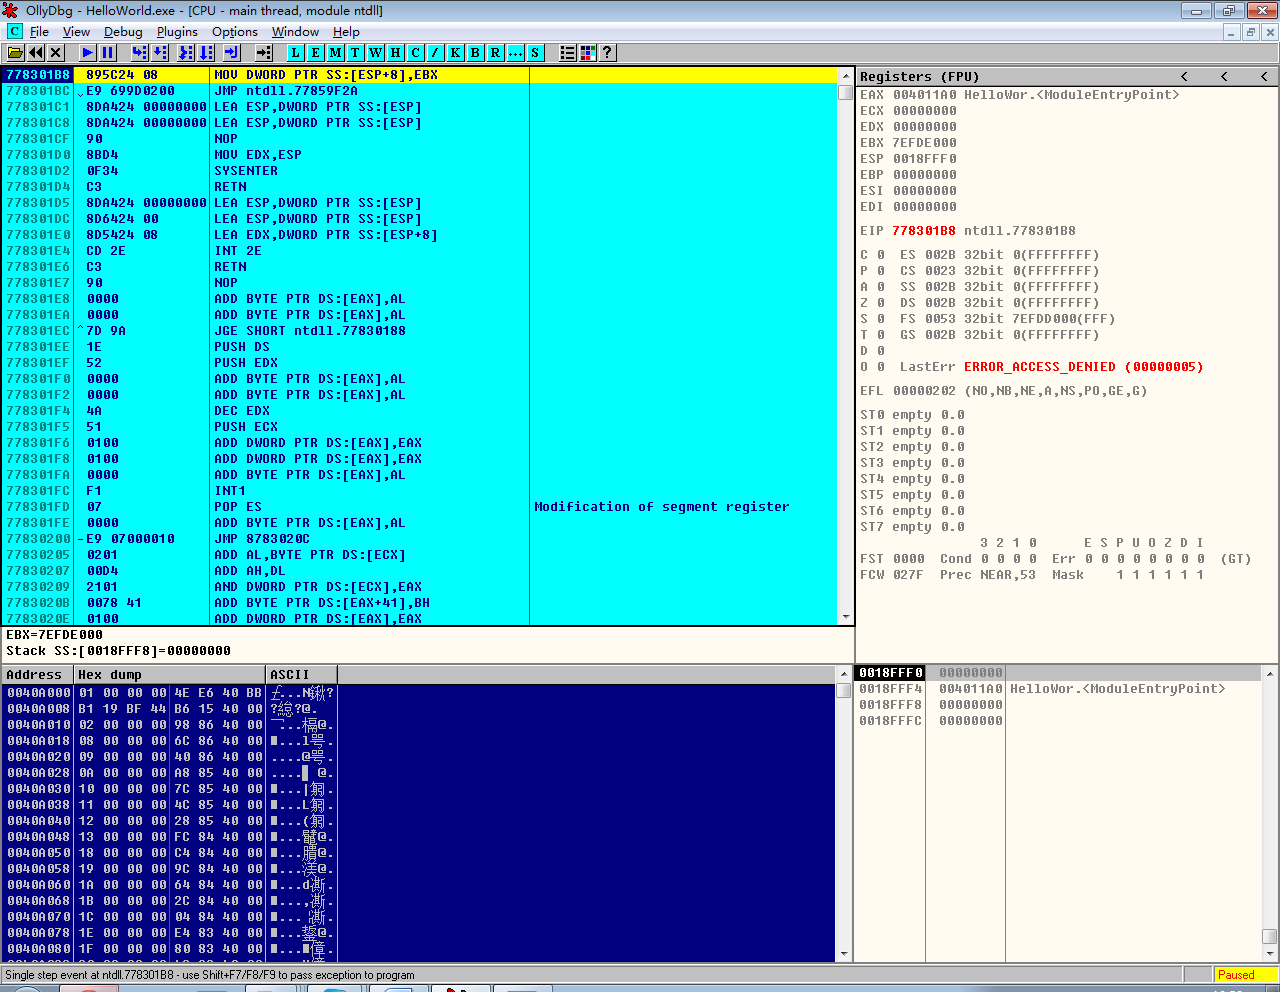 OllyDbg - HelloWorld.exe - [CPU - main thread, module ntdll]
C File View Debug Plugins Options Window Help
L E M T W H C / K B R ... S ?
778301B8 895C24 08 MOV DWORD PTR SS:[ESP+8],EBX
778301BC E9 699D0200 JMP ntdll.77859F2A
778301C1 8DA424 00000000 LEA ESP,DWORD PTR SS:[ESP]
778301C8 8DA424 00000000 LEA ESP,DWORD PTR SS:[ESP]
778301CF 90 NOP
778301D0 8BD4 MOV EDX,ESP
778301D2 0F34 SYSENTER
778301D4 C3 RETN
778301D5 8DA424 00000000 LEA ESP,DWORD PTR SS:[ESP]
778301DC 8D6424 00 LEA ESP,DWORD PTR SS:[ESP]
778301E0 8D5424 08 LEA EDX,DWORD PTR SS:[ESP+8]
778301E4 CD 2E INT 2E
778301E6 C3 RETN
778301E7 90 NOP
778301E8 0000 ADD BYTE PTR DS:[EAX],AL
778301EA 0000 ADD BYTE PTR DS:[EAX],AL
778301EC ^7D 9A JGE SHORT ntdll.77830188
778301EE 1E PUSH DS
778301EF 52 PUSH EDX
778301F0 0000 ADD BYTE PTR DS:[EAX],AL
778301F2 0000 ADD BYTE PTR DS:[EAX],AL
778301F4 4A DEC EDX
778301F5 51 PUSH ECX
778301F6 0100 ADD DWORD PTR DS:[EAX],EAX
778301F8 0100 ADD DWORD PTR DS:[EAX],EAX
778301FA 0000 ADD BYTE PTR DS:[EAX],AL
778301FC F1 INT1
778301FD 07 POP ES Modification of segment register
778301FE 0000 ADD BYTE PTR DS:[EAX],AL
77830200 -E9 07000010 JMP 8783020C
77830205 0201 ADD AL,BYTE PTR DS:[ECX]
77830207 00D4 ADD AH,DL
77830209 2101 AND DWORD PTR DS:[ECX],EAX
7783020B 0078 41 ADD BYTE PTR DS:[EAX+41],BH
7783020E 0100 ADD DWORD PTR DS:[EAX],EAX
EBX=7EFDE000
Stack SS:[0018FFF8]=00000000
Registers (FPU) < < <
EAX 004011A0 HelloWor.<ModuleEntryPoint>
ECX 00000000
EDX 00000000
EBX 7EFDE000
ESP 0018FFF0
EBP 00000000
ESI 00000000
EDI 00000000
EIP 778301B8 ntdll.778301B8
C 0 ES 002B 32bit 0(FFFFFFFF)
P 0 CS 0023 32bit 0(FFFFFFFF)
A 0 SS 002B 32bit 0(FFFFFFFF)
Z 0 DS 002B 32bit 0(FFFFFFFF)
S 0 FS 0053 32bit 7EFDD000(FFF)
T 0 GS 002B 32bit 0(FFFFFFFF)
D 0
O 0 LastErr ERROR_ACCESS_DENIED (00000005)
EFL 00000202 (NO,NB,NE,A,NS,PO,GE,G)
ST0 empty 0.0
ST1 empty 0.0
ST2 empty 0.0
ST3 empty 0.0
ST4 empty 0.0
ST5 empty 0.0
ST6 empty 0.0
ST7 empty 0.0
3 2 1 0 E S P U O Z D I
FST 0000 Cond 0 0 0 0 Err 0 0 0 0 0 0 0 0 (GT)
FCW 027F Prec NEAR,53 Mask 1 1 1 1 1 1
Address Hex dump ASCII
0040A000 01 00 00 00 4E E6 40 BB
0040A008 B1 19 BF 44 B6 15 40 00
0040A010 02 00 00 00 98 86 40 00
0040A018 08 00 00 00 6C 86 40 00
0040A020 09 00 00 00 40 86 40 00
0040A028 0A 00 00 00 A8 85 40 00
0040A030 10 00 00 00 7C 85 40 00
0040A038 11 00 00 00 4C 85 40 00
0040A040 12 00 00 00 28 85 40 00
0040A048 13 00 00 00 FC 84 40 00
0040A050 18 00 00 00 C4 84 40 00
0040A058 19 00 00 00 9C 84 40 00
0040A060 1A 00 00 00 64 84 40 00
0040A068 1B 00 00 00 2C 84 40 00
0040A070 1C 00 00 00 04 84 40 00
0040A078 1E 00 00 00 E4 83 40 00
0040A080 1F 00 00 00 80 83 40 00
0018FFF0 00000000
0018FFF4 004011A0 HelloWor.<ModuleEntryPoint>
0018FFF8 00000000
0018FFFC 00000000
Single step event at ntdll.778301B8 - use Shift+F7/F8/F9 to pass exception to program
Paused